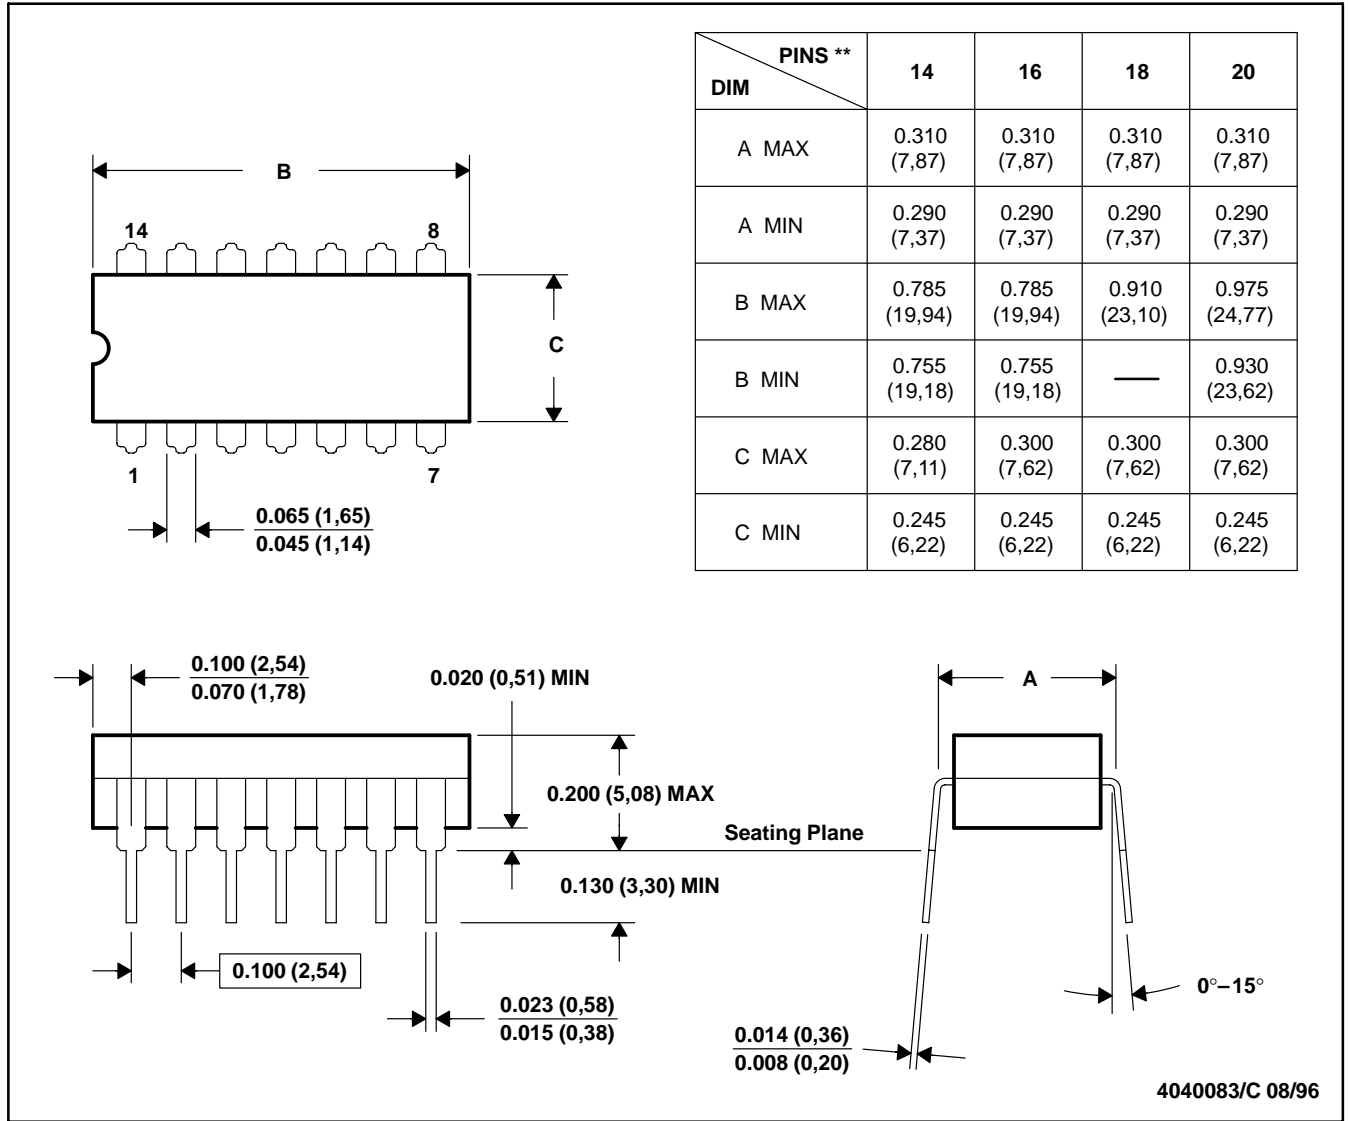 PINS **
DIM
14 16 18 20
A MAX
0.310 0.310 0.310 0.310
(7,87) (7,87) (7,87) (7,87)
A MIN
0.290 0.290 0.290 0.290
(7,37) (7,37) (7,37) (7,37)
B MAX
0.785 0.785 0.910 0.975
(19,94) (19,94) (23,10) (24,77)
B MIN
0.755 0.755 — 0.930
(19,18) (19,18) (23,62)
C MAX
0.280 0.300 0.300 0.300
(7,11) (7,62) (7,62) (7,62)
C MIN
0.245 0.245 0.245 0.245
(6,22) (6,22) (6,22) (6,22)
B
14 8
C
1 7
0.065 (1,65)
0.045 (1,14)
0.100 (2,54)
0.070 (1,78)
0.020 (0,51) MIN
0.200 (5,08) MAX
Seating Plane
0.130 (3,30) MIN
0.100 (2,54)
0.023 (0,58)
0.015 (0,38)
A
0°–15°
0.014 (0,36)
0.008 (0,20)
4040083/C 08/96